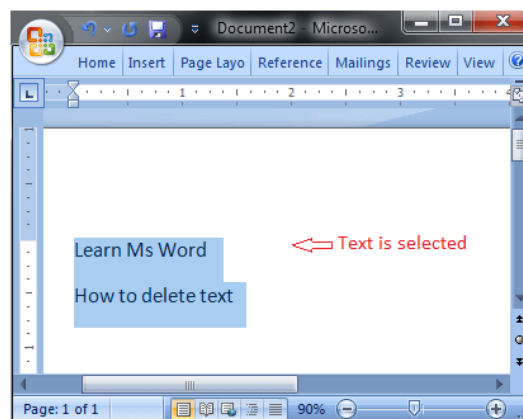 Document2 - Microso...
Home Insert Page Layo Reference Mailings Review View
1 2 3
Learn Ms Word
Text is selected
How to delete text
Page: 1 of 1 90%